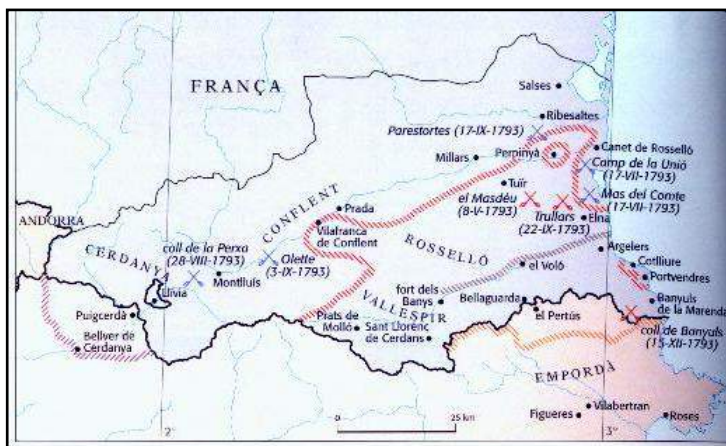 FRANÇA
Salses
Ribesaltes
Parestortes (17-IX-1793)
Perpinyà
Canet de Rosselló
Millars
Camp de la Unió
(17-VII-1793)
Tuïr
el Masdéu
(8-V-1793)
Mas del Comte
(17-VII-1793)
Trullars
(22-IX-1793)
Elna
Prada
Vilafranca
de Conflent
CONFLENT
ANDORRA
CERDANYA
coll de la Perxa
(28-VIII-1793)
Olette
(3-IX-1793)
Montlluís
Llívia
ROSSELLÓ
Argelers
el Voló
Cotlliure
Portvendres
fort dels
Banys
Bellaguarda
Banyuls
de la Marenda
VALLESPIR
Puigcerdà
Prats de
Molló
Sant Llorenç
de Cerdans
el Pertús
coll de Banyuls
(15-XII-1793)
Bellver de
Cerdanya
EMPORDÀ
0
25 km
Vilabertran
Figueres
Roses
2°
3°